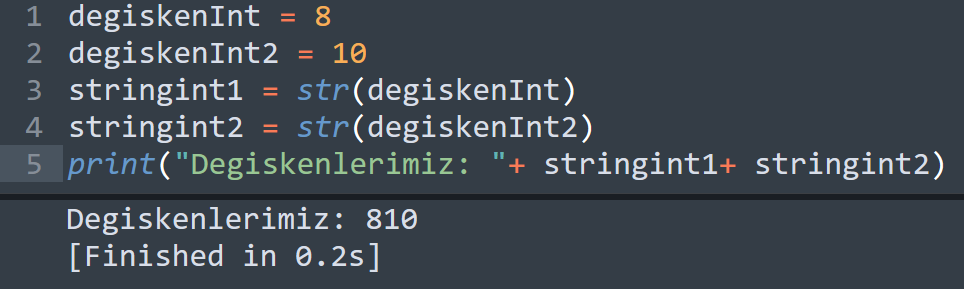 1 degiskenInt = 8
2 degiskenInt2 = 10
3 stringint1 = str(degiskenInt)
4 stringint2 = str(degiskenInt2)
5 print("Degiskenlerimiz: "+ stringint1+ stringint2)
Degiskenlerimiz: 810
[Finished in 0.2s]